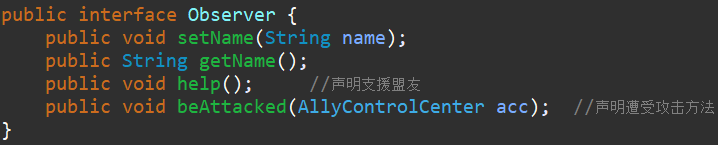 public interface Observer {
    public void setName(String name);
    public String getName();
    public void help();      //声明支援盟友
    public void beAttacked(AllyControlCenter acc);  //声明遭受攻击方法
}